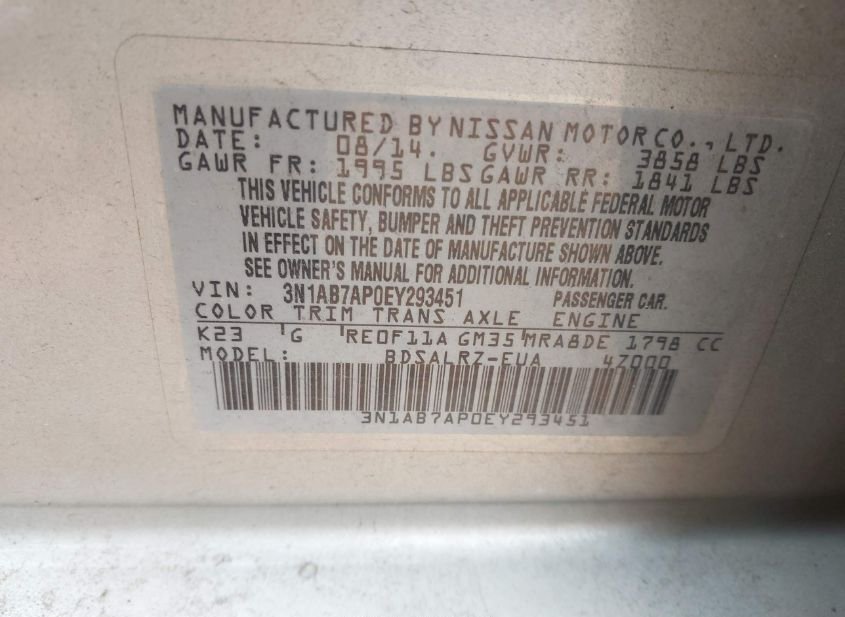 MANUFACTURED BY NISSAN MOTOR CO., LTD.
DATE: 08/14. GVWR: 3858 LBS
GAWR FR: 1995 LBS GAWR RR: 1841 LBS
THIS VEHICLE CONFORMS TO ALL APPLICABLE FEDERAL MOTOR
VEHICLE SAFETY, BUMPER AND THEFT PREVENTION STANDARDS
IN EFFECT ON THE DATE OF MANUFACTURE SHOWN ABOVE.
SEE OWNER'S MANUAL FOR ADDITIONAL INFORMATION.
VIN: 3N1AB7AP0EY293451 PASSENGER CAR.
COLOR TRIM TRANS AXLE ENGINE
K23 G RE0F11A GM35 MRA8DE 1798 CC
MODEL: BDSALRZ-EUA 4Z000
3N1AB7AP0EY293451